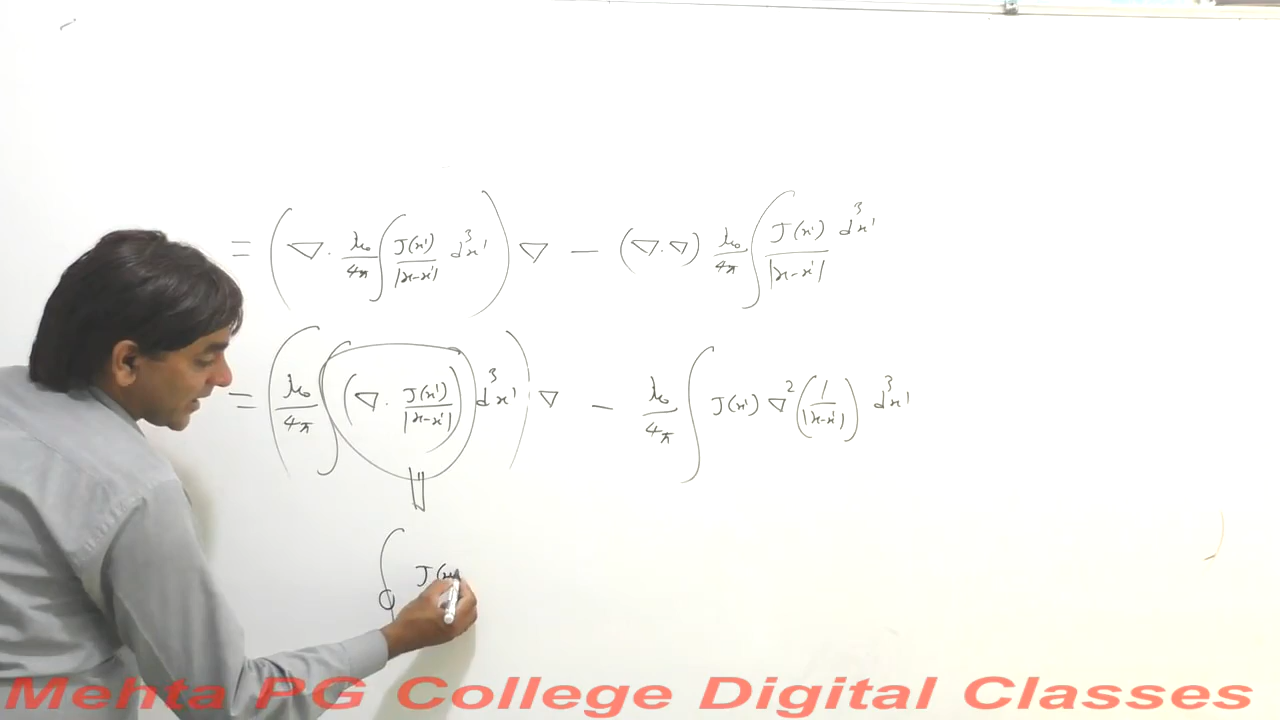 = (∇ · μ₀/4π ∫ J(x')/|x-x'| d³x') ∇ − (∇·∇) μ₀/4π ∫ J(x')/|x-x'| d³x'
= (μ₀/4π ∫ (∇ · J(x')/|x-x'|) d³x') ∇ − μ₀/4π ∫ J(x') ∇² (1/|x-x'|) d³x'
∮ J(x
Mehta PG College Digital Classes